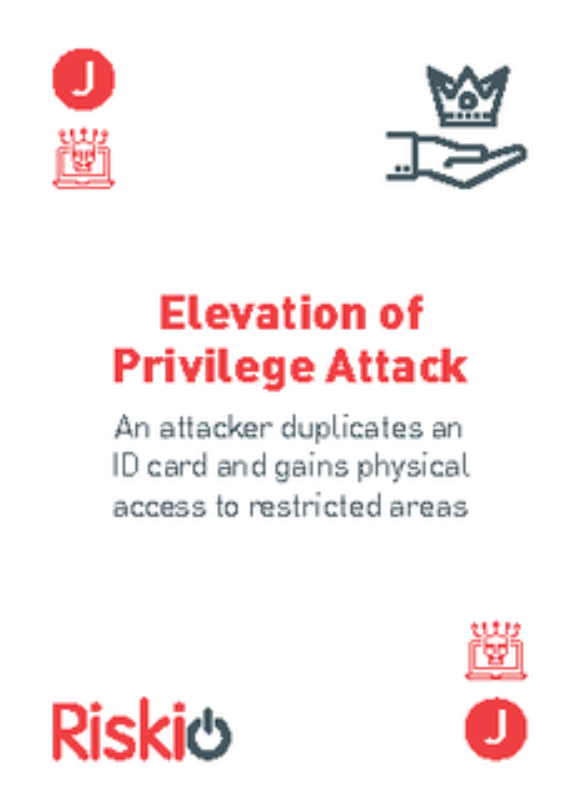 J
Elevation of
Privilege Attack
An attacker duplicates an
ID card and gains physical
access to restricted areas
Riskio
J